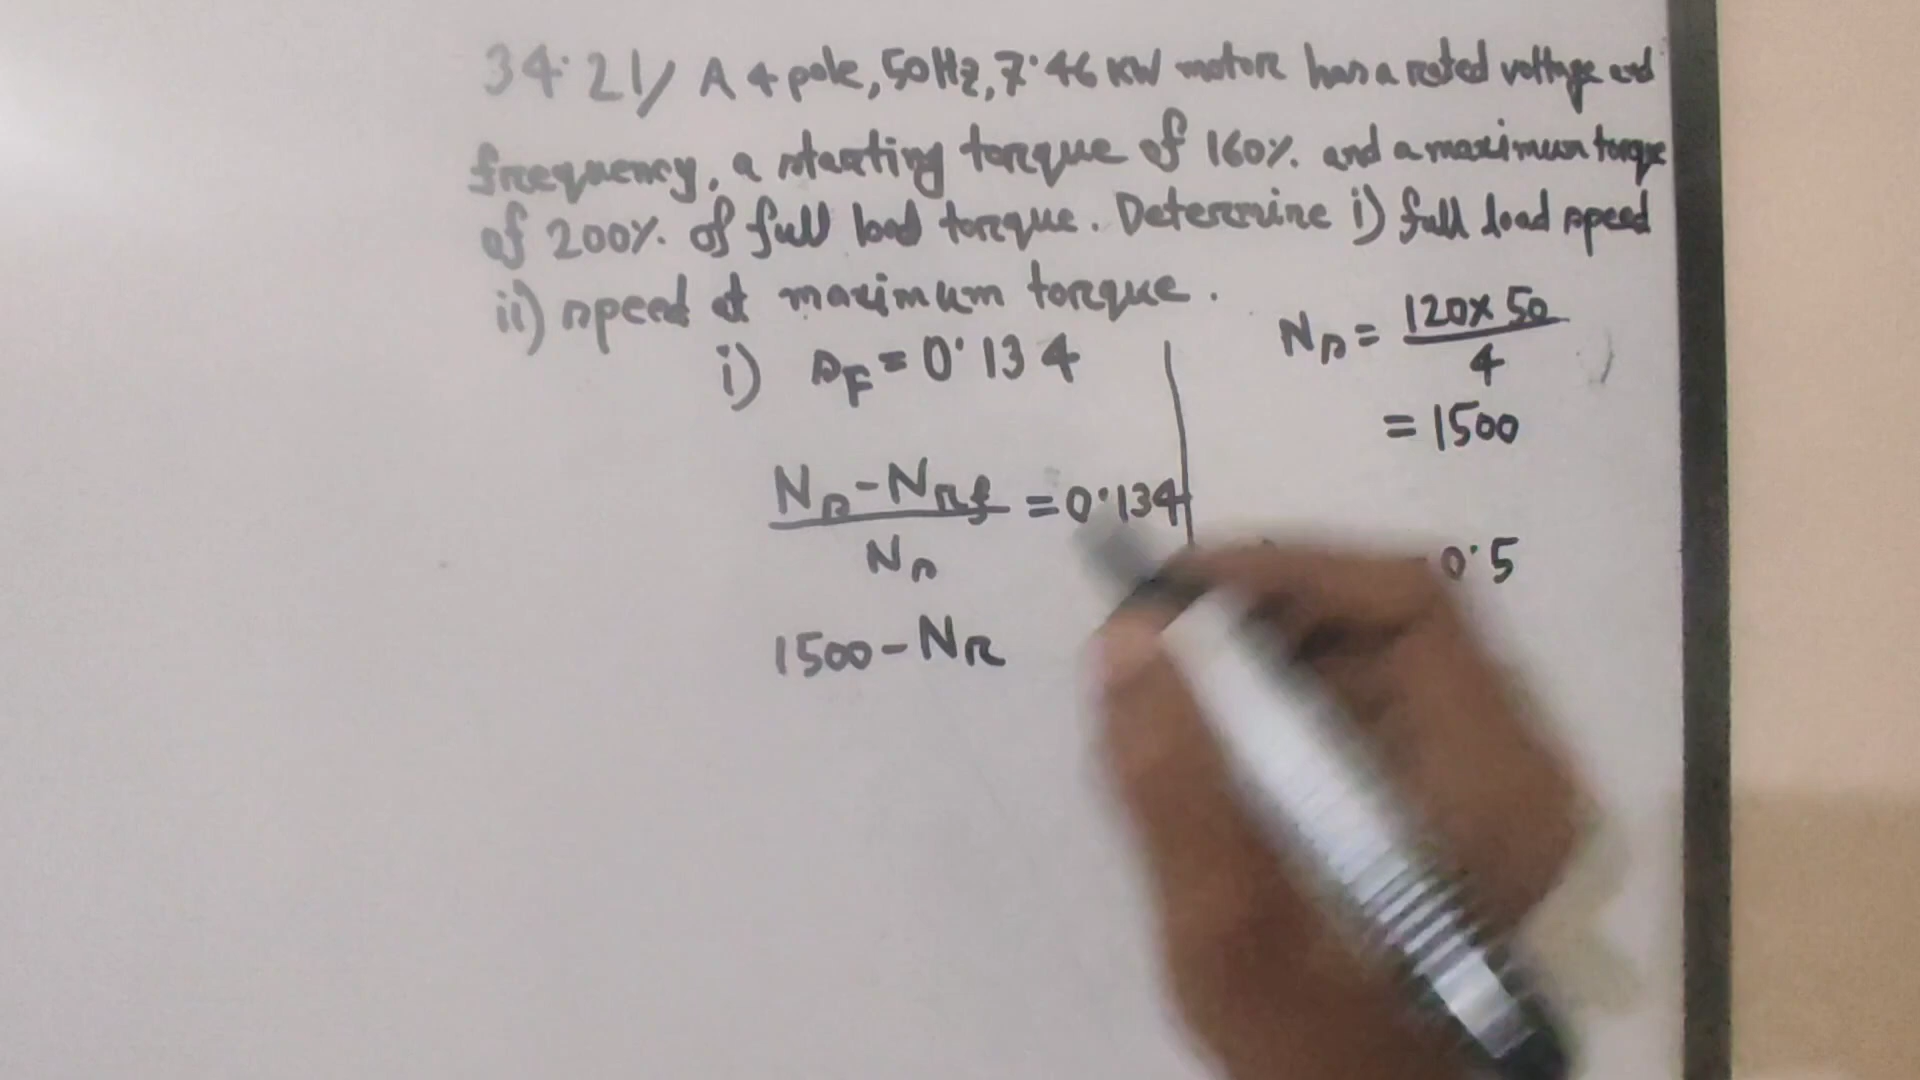 34.21/ A 4 pole, 50Hz, 7.46 KW motor has a rated voltage and
frequency, a starting torque of 160%. and a maximum torque
of 200%. of full load torque. Determine i) full load speed
ii) speed at maximum torque.
i) sF = 0.134
Ns - NRf / Ns = 0.134
1500 - NR
Ns = 120 x 50 / 4
= 1500
0.5